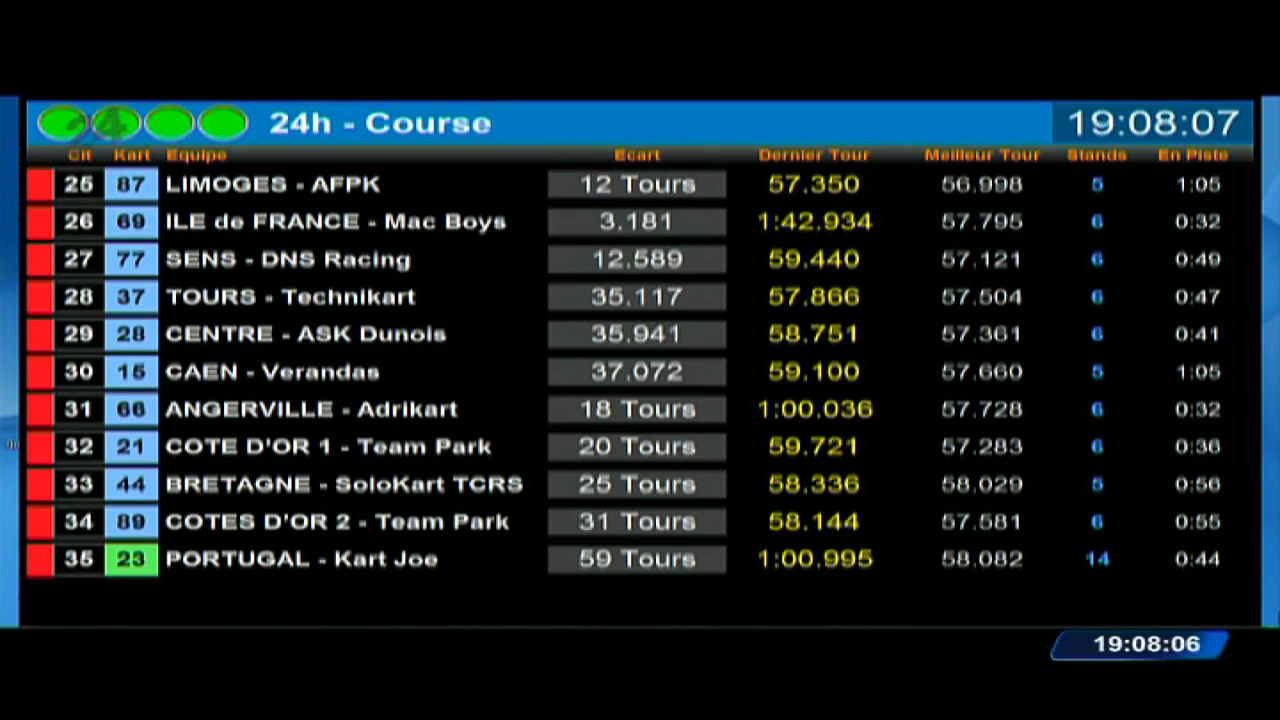 24h - Course 19:08:07
Clt Kart Equipe Ecart Dernier Tour Meilleur Tour Stands En Piste
25 87 LIMOGES - AFPK 12 Tours 57.350 56.998 5 1:05
26 69 ILE de FRANCE - Mac Boys 3.181 1:42.934 57.795 6 0:32
27 77 SENS - DNS Racing 12.589 59.440 57.121 6 0:49
28 37 TOURS - Technikart 35.117 57.866 57.504 6 0:47
29 28 CENTRE - ASK Dunois 35.941 58.751 57.361 6 0:41
30 15 CAEN - Verandas 37.072 59.100 57.660 5 1:05
31 66 ANGERVILLE - Adrikart 18 Tours 1:00.036 57.728 6 0:32
32 21 COTE D'OR 1 - Team Park 20 Tours 59.721 57.283 6 0:36
33 44 BRETAGNE - SoloKart TCRS 25 Tours 58.336 58.029 5 0:56
34 89 COTES D'OR 2 - Team Park 31 Tours 58.144 57.581 6 0:55
35 23 PORTUGAL - Kart Joe 59 Tours 1:00.995 58.082 14 0:44
19:08:06